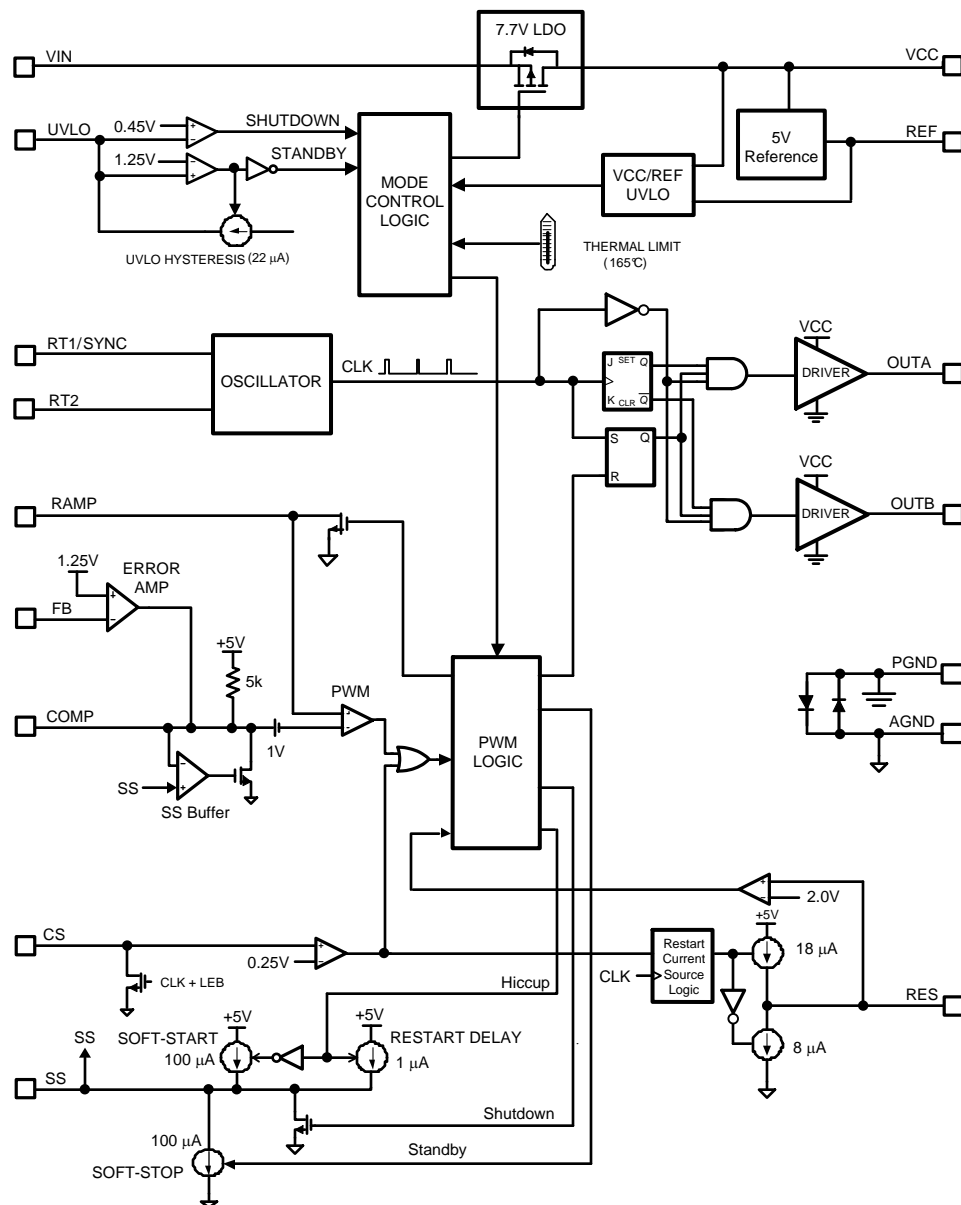 7.7V LDO
VIN
VCC
UVLO
0.45V
+
-
SHUTDOWN
1.25V
-
+
STANDBY
MODE
CONTROL
LOGIC
5V
Reference
REF
VCC/REF
UVLO
UVLO HYSTERESIS (22 µA)
THERMAL LIMIT
(165°C)
RT1/SYNC
RT2
OSCILLATOR
CLK
J SET Q
K CLR Q
S Q
R
VCC
DRIVER
OUTA
VCC
DRIVER
OUTB
RAMP
1.25V
ERROR
AMP
+
-
FB
+5V
5k
COMP
1V
PWM
SS
-
+
SS Buffer
PWM
LOGIC
PGND
AGND
+
-
2.0V
CS
0.25V
+
-
CLK + LEB
Restart
Current
Source
Logic
CLK
+5V
18 µA
RES
8 µA
Hiccup
SS
SOFT-START
100 µA
+5V
+5V
RESTART DELAY
1 µA
SS
Shutdown
100 µA
SOFT-STOP
Standby